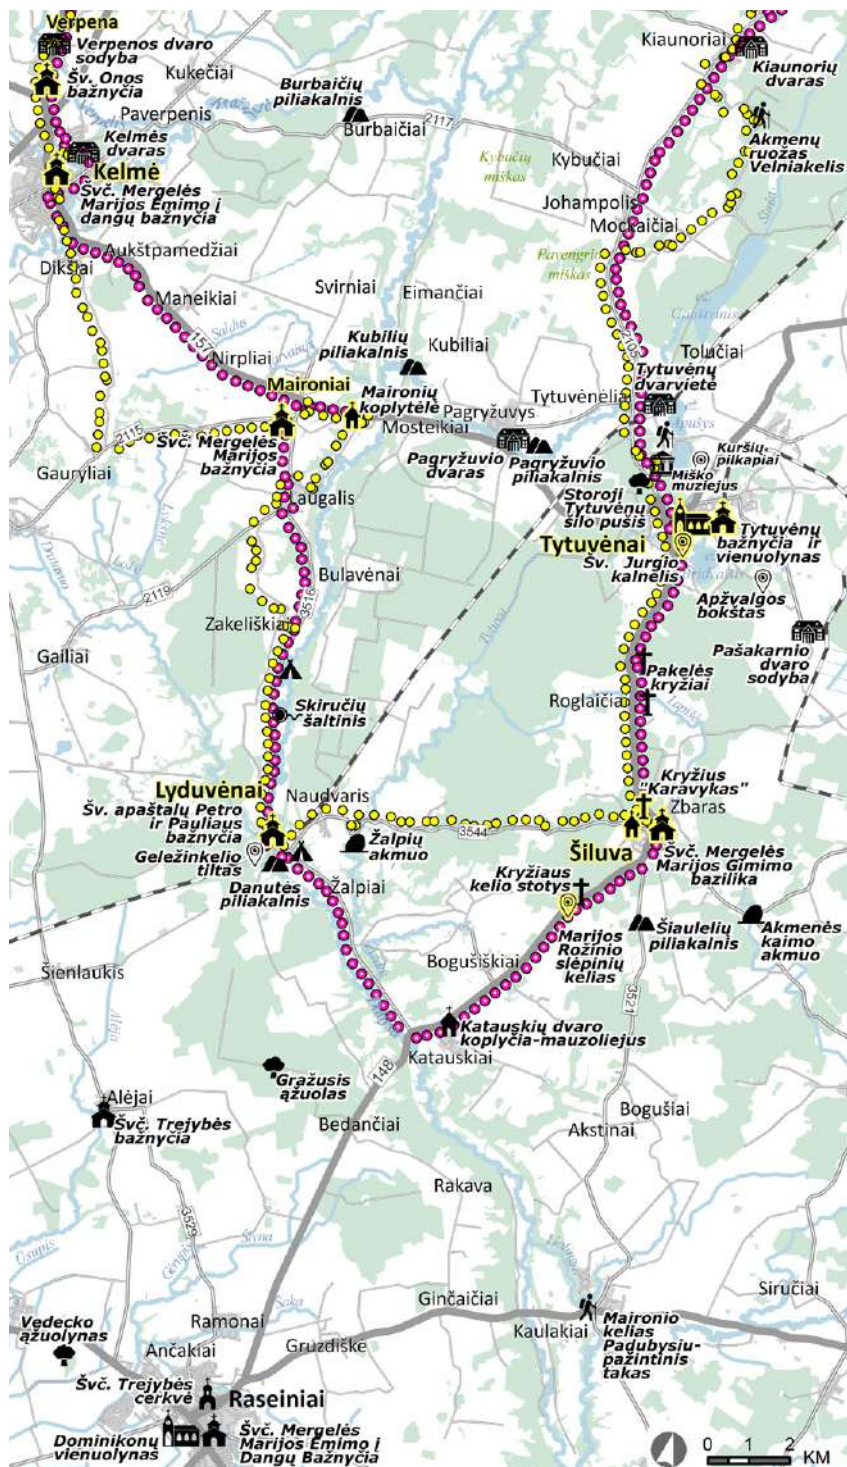 Verpena
Verpenos dvaro
sodyba
Kukečiai
Šv. Onos
bažnyčia
Burbaičių
piliakalnis
Kiaunoriai
Kiaunorių
dvaras
Paverpenis
Burbaičiai
2117
Kelmės
dvaras
Kelmė
Kybučių
miškas
Kybučiai
Akmenų
ruožas
Velniakelis
Švč. Mergelės
Marijos Ėmimo į
dangų bažnyčia
Johampolis
Mockaičiai
Aukštpamedžiai
Dikšiai
Pavengrio
miškas
Maneikiai
Svirniai
Eimančiai
157
Nirpliai
Kubilių
piliakalnis
Kubiliai
2105
Tolučiai
Tytuvėnų
dvarvietė
Maironiai
Maironių
koplytėlė
Pagryžuvys
Tytuvėnėliai
Mosteikiai
2115
Švč. Mergelės
Marijos
bažnyčia
Pagryžuvio
dvaras
Pagryžuvio
piliakalnis
Kuršių
pilkapiai
Miško
muziejus
Gauryliai
Laugalis
Storoji
Tytuvėnų
šilo pušis
Tytuvėnai
Tytuvėnų
bažnyčia ir
vienuolynas
Šv. Jurgio
kalnelis
Bulavėnai
3516
2119
Apžvalgos
bokštas
Zakeliškiai
Gailiai
Pašakarnio
dvaro
sodyba
Pakelės
kryžiai
Roglaičiai
Skiručių
šaltinis
Lyduvėnai
Naudvaris
Kryžius
"Karavykas"
Zbaras
Šv. apaštalų Petro
ir Pauliaus
bažnyčia
3544
Žalpių
akmuo
Šiluva
Geležinkelio
tiltas
Švč. Mergelės
Marijos Gimimo
bazilika
Danutės
piliakalnis
Žalpiai
Kryžiaus
kelio stotys
Marijos
Rožinio
slėpinių
kelias
Šiaulelių
piliakalnis
Akmenės
kaimo
akmuo
Šienlaukis
Bogušiškiai
3521
Katauskių dvaro
koplyčia-mauzoliejus
Katauskiai
148
Gražusis
ąžuolas
Alėjai
Švč. Trejybės
bažnyčia
Bedančiai
Bogušiai
Akstinai
Rakava
3529
Šlyna
Ginčaičiai
Siručiai
Vedecko
ąžuolynas
Ramonai
Ančakiai
Gruzdiškė
Kaulakiai
Maironio
kelias
Padubysiu-
pažintinis
takas
Švč. Trejybės
cerkvė
Raseiniai
Dominikonų
vienuolynas
Švč. Mergelės
Marijos Ėmimo į
Dangų Bažnyčia
0 1 2
KM